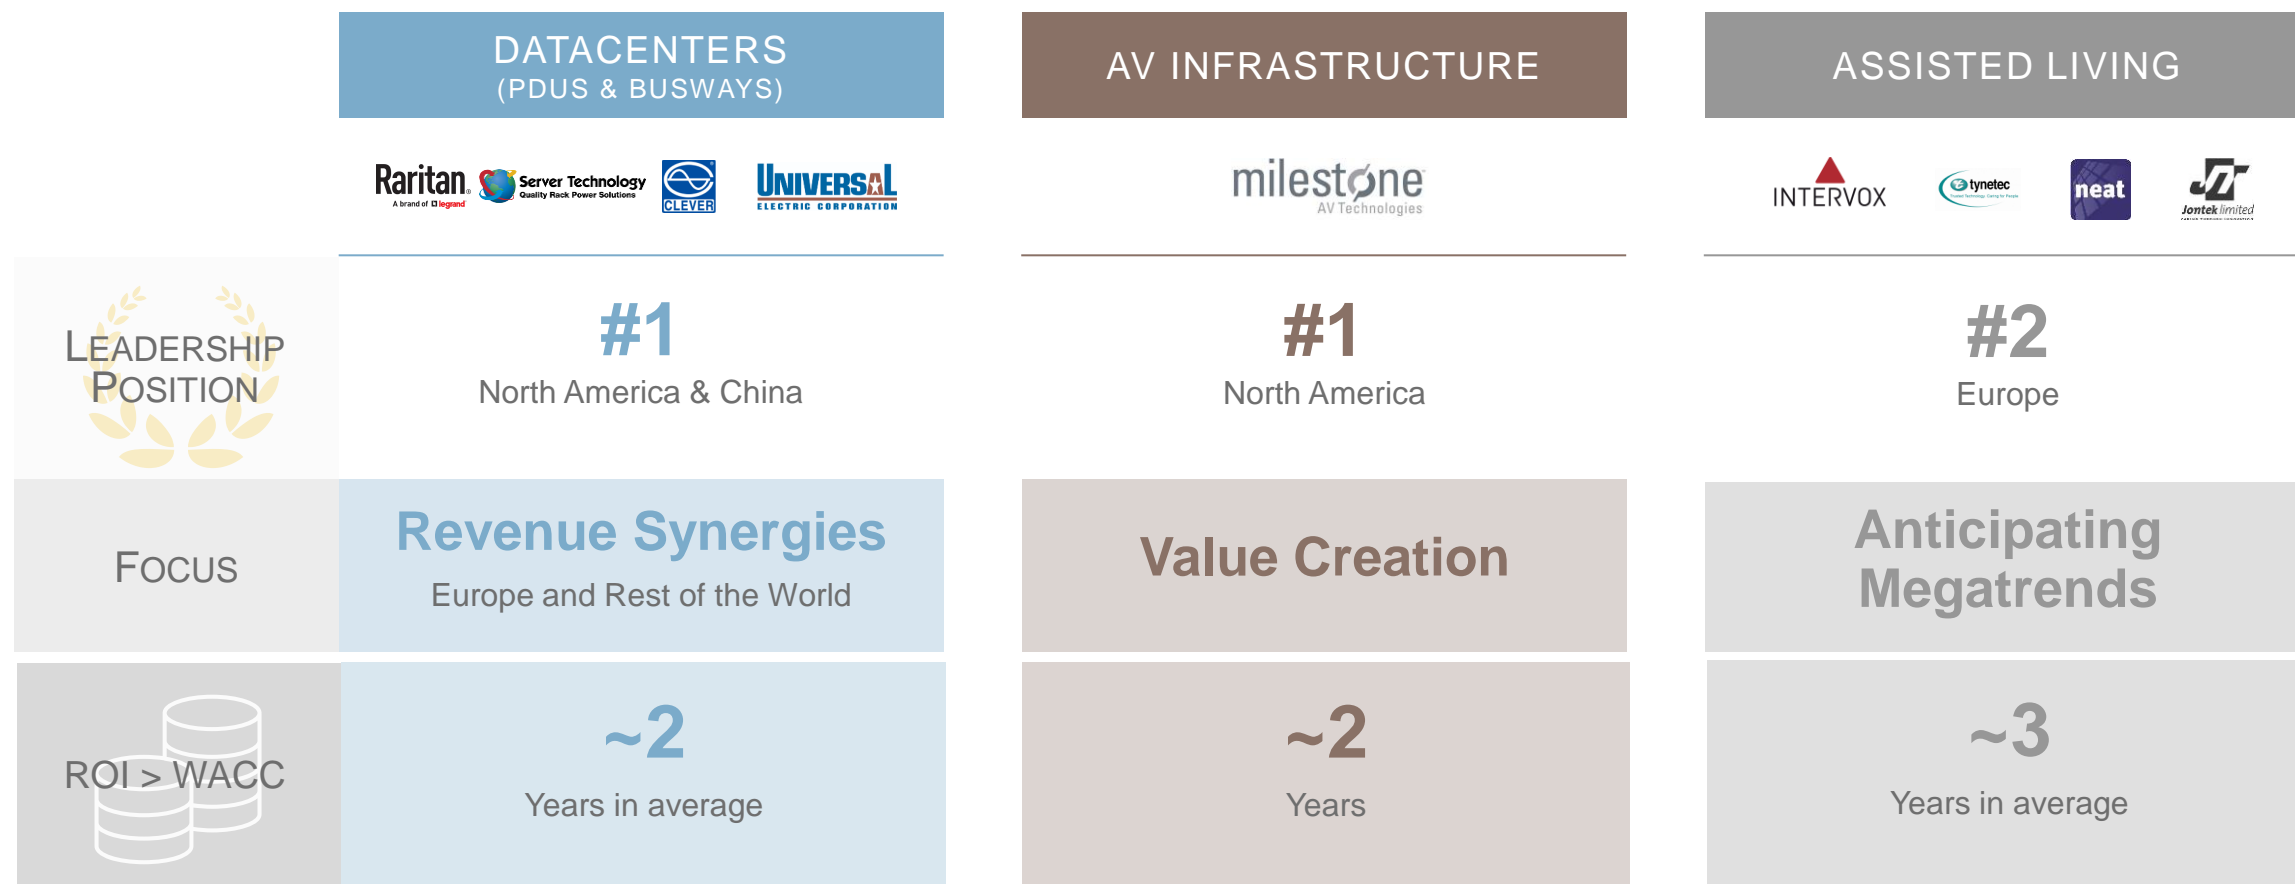 DATACENTERS
(PDUS & BUSWAYS)
AV INFRASTRUCTURE
ASSISTED LIVING
Raritan.
A brand of legrand
Server Technology
Quality Rack Power Solutions
CLEVER
UNIVERSAL
ELECTRIC CORPORATION
milestone
AV Technologies
INTERVOX
tynetec
neat
Jontek limited
LEADERSHIP
POSITION
#1
North America & China
#1
North America
#2
Europe
FOCUS
Revenue Synergies
Europe and Rest of the World
Value Creation
Anticipating
Megatrends
ROI > WACC
~2
Years in average
~2
Years
~3
Years in average